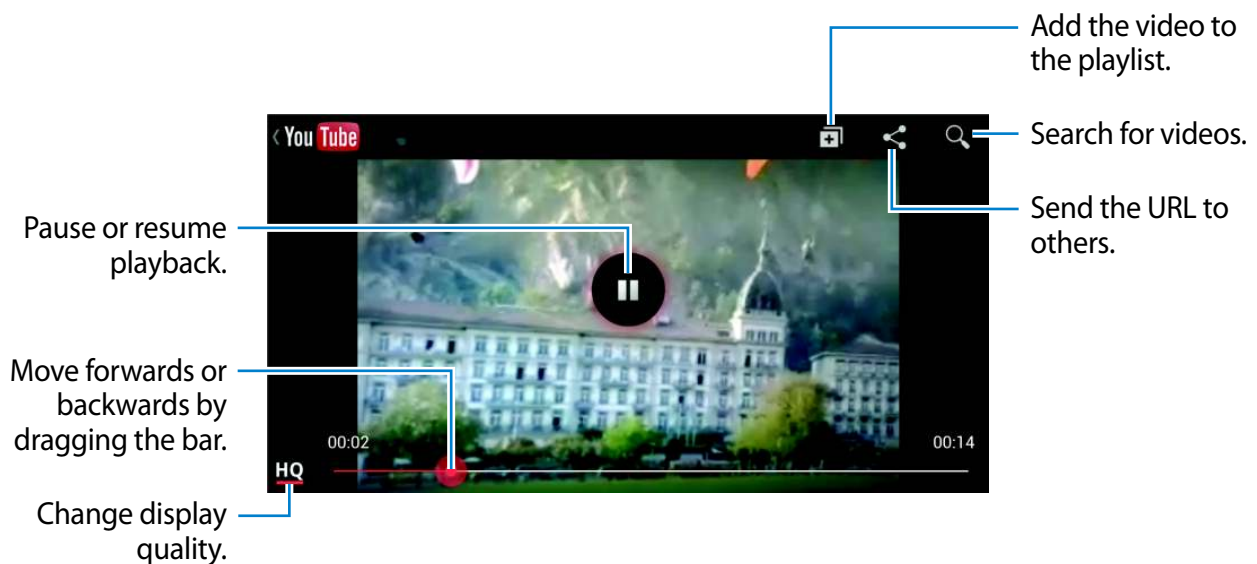 Add the video to
the playlist.
You Tube
Search for videos.
Send the URL to
others.
Pause or resume
playback.
Move forwards or
backwards by
dragging the bar.
00:02
00:14
HQ
Change display
quality.